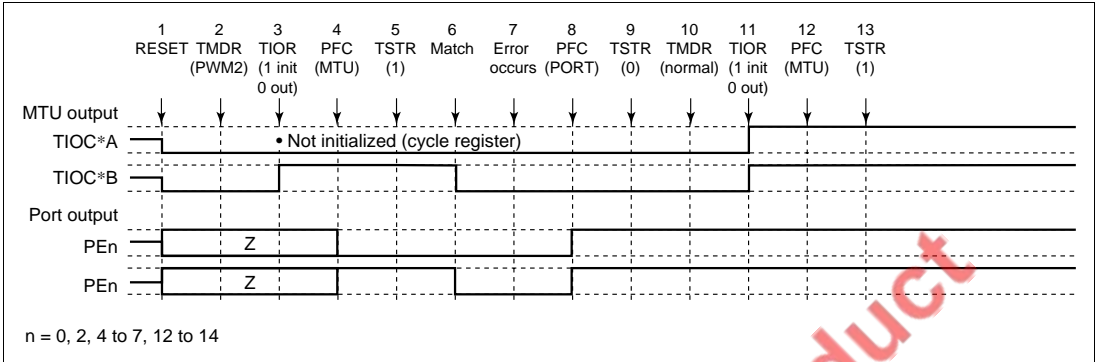 1 2 3 4 5 6 7 8 9 10 11 12 13
RESET TMDR TIOR PFC TSTR Match Error PFC TSTR TMDR TIOR PFC TSTR
(PWM2) (1 init (MTU) (1) occurs (PORT) (0) (normal) (1 init (MTU) (1)
0 out) 0 out)
MTU output
TIOC*A • Not initialized (cycle register)
TIOC*B
Port output
PEn Z
PEn Z
n = 0, 2, 4 to 7, 12 to 14
duct